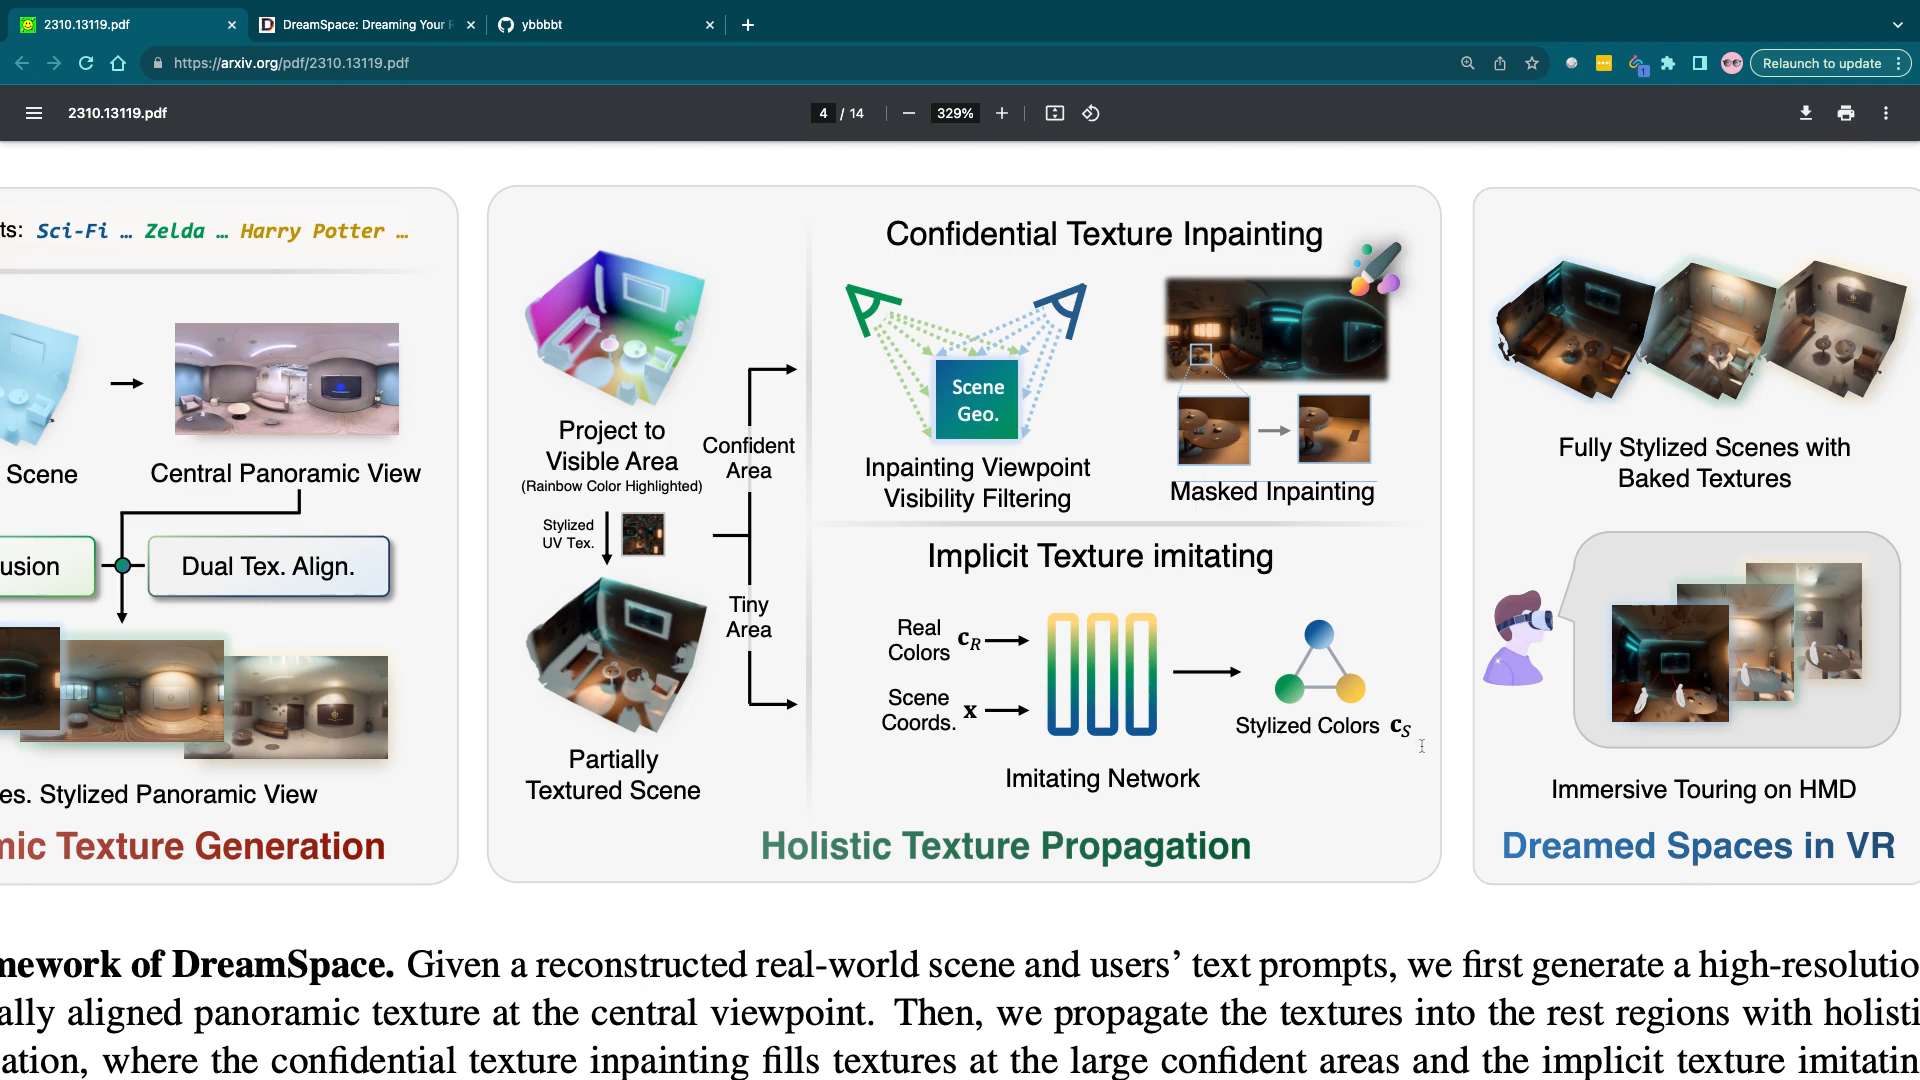 2310.13119.pdf
DreamSpace: Dreaming Your
ybbbbt
https://arxiv.org/pdf/2310.13119.pdf
1
Relaunch to update
2310.13119.pdf
4 / 14
329%
ts: Sci-Fi … Zelda … Harry Potter …
Scene
Central Panoramic View
usion
Dual Tex. Align.
es. Stylized Panoramic View
mic Texture Generation
Project to
Visible Area
(Rainbow Color Highlighted)
Stylized
UV Tex.
Partially
Textured Scene
Confident
Area
Tiny
Area
Confidential Texture Inpainting
Scene
Geo.
Inpainting Viewpoint
Visibility Filtering
Masked Inpainting
Implicit Texture imitating
Real
Colors c_R
Scene
Coords. x
Imitating Network
Stylized Colors c_S
Holistic Texture Propagation
Fully Stylized Scenes with
Baked Textures
Immersive Touring on HMD
Dreamed Spaces in VR
mework of DreamSpace. Given a reconstructed real-world scene and users’ text prompts, we first generate a high-resolutio
ally aligned panoramic texture at the central viewpoint. Then, we propagate the textures into the rest regions with holisti
ation, where the confidential texture inpainting fills textures at the large confident areas and the implicit texture imitatin